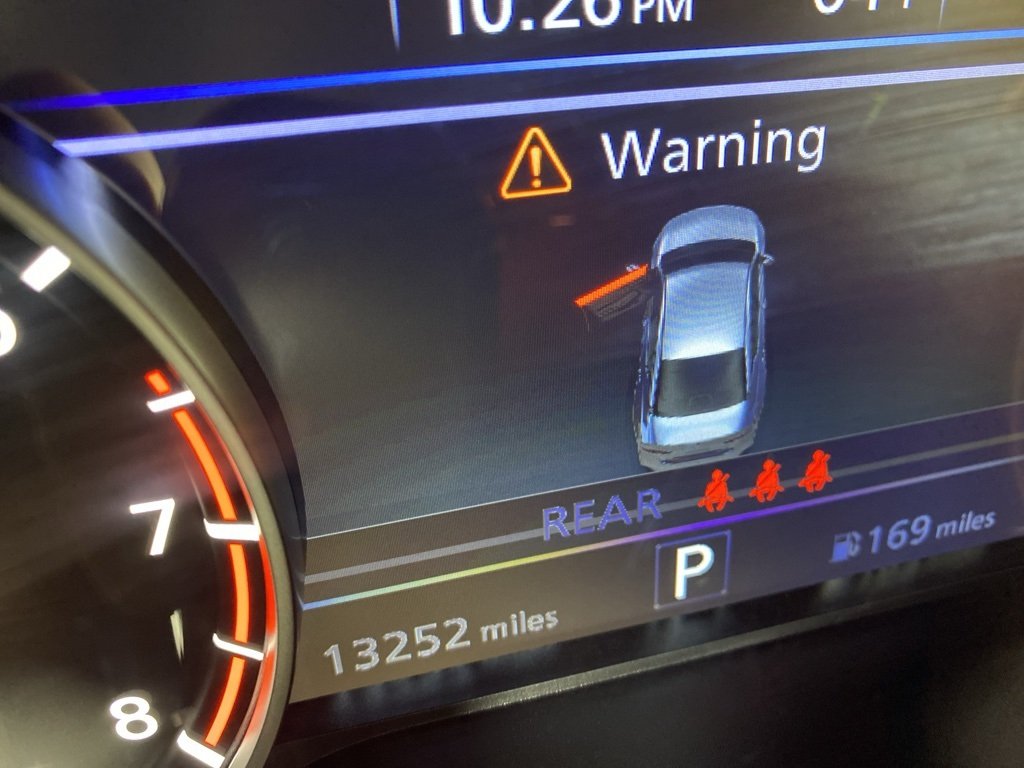 10:26 PM
Warning
REAR
P
169 miles
13252 miles
7
8